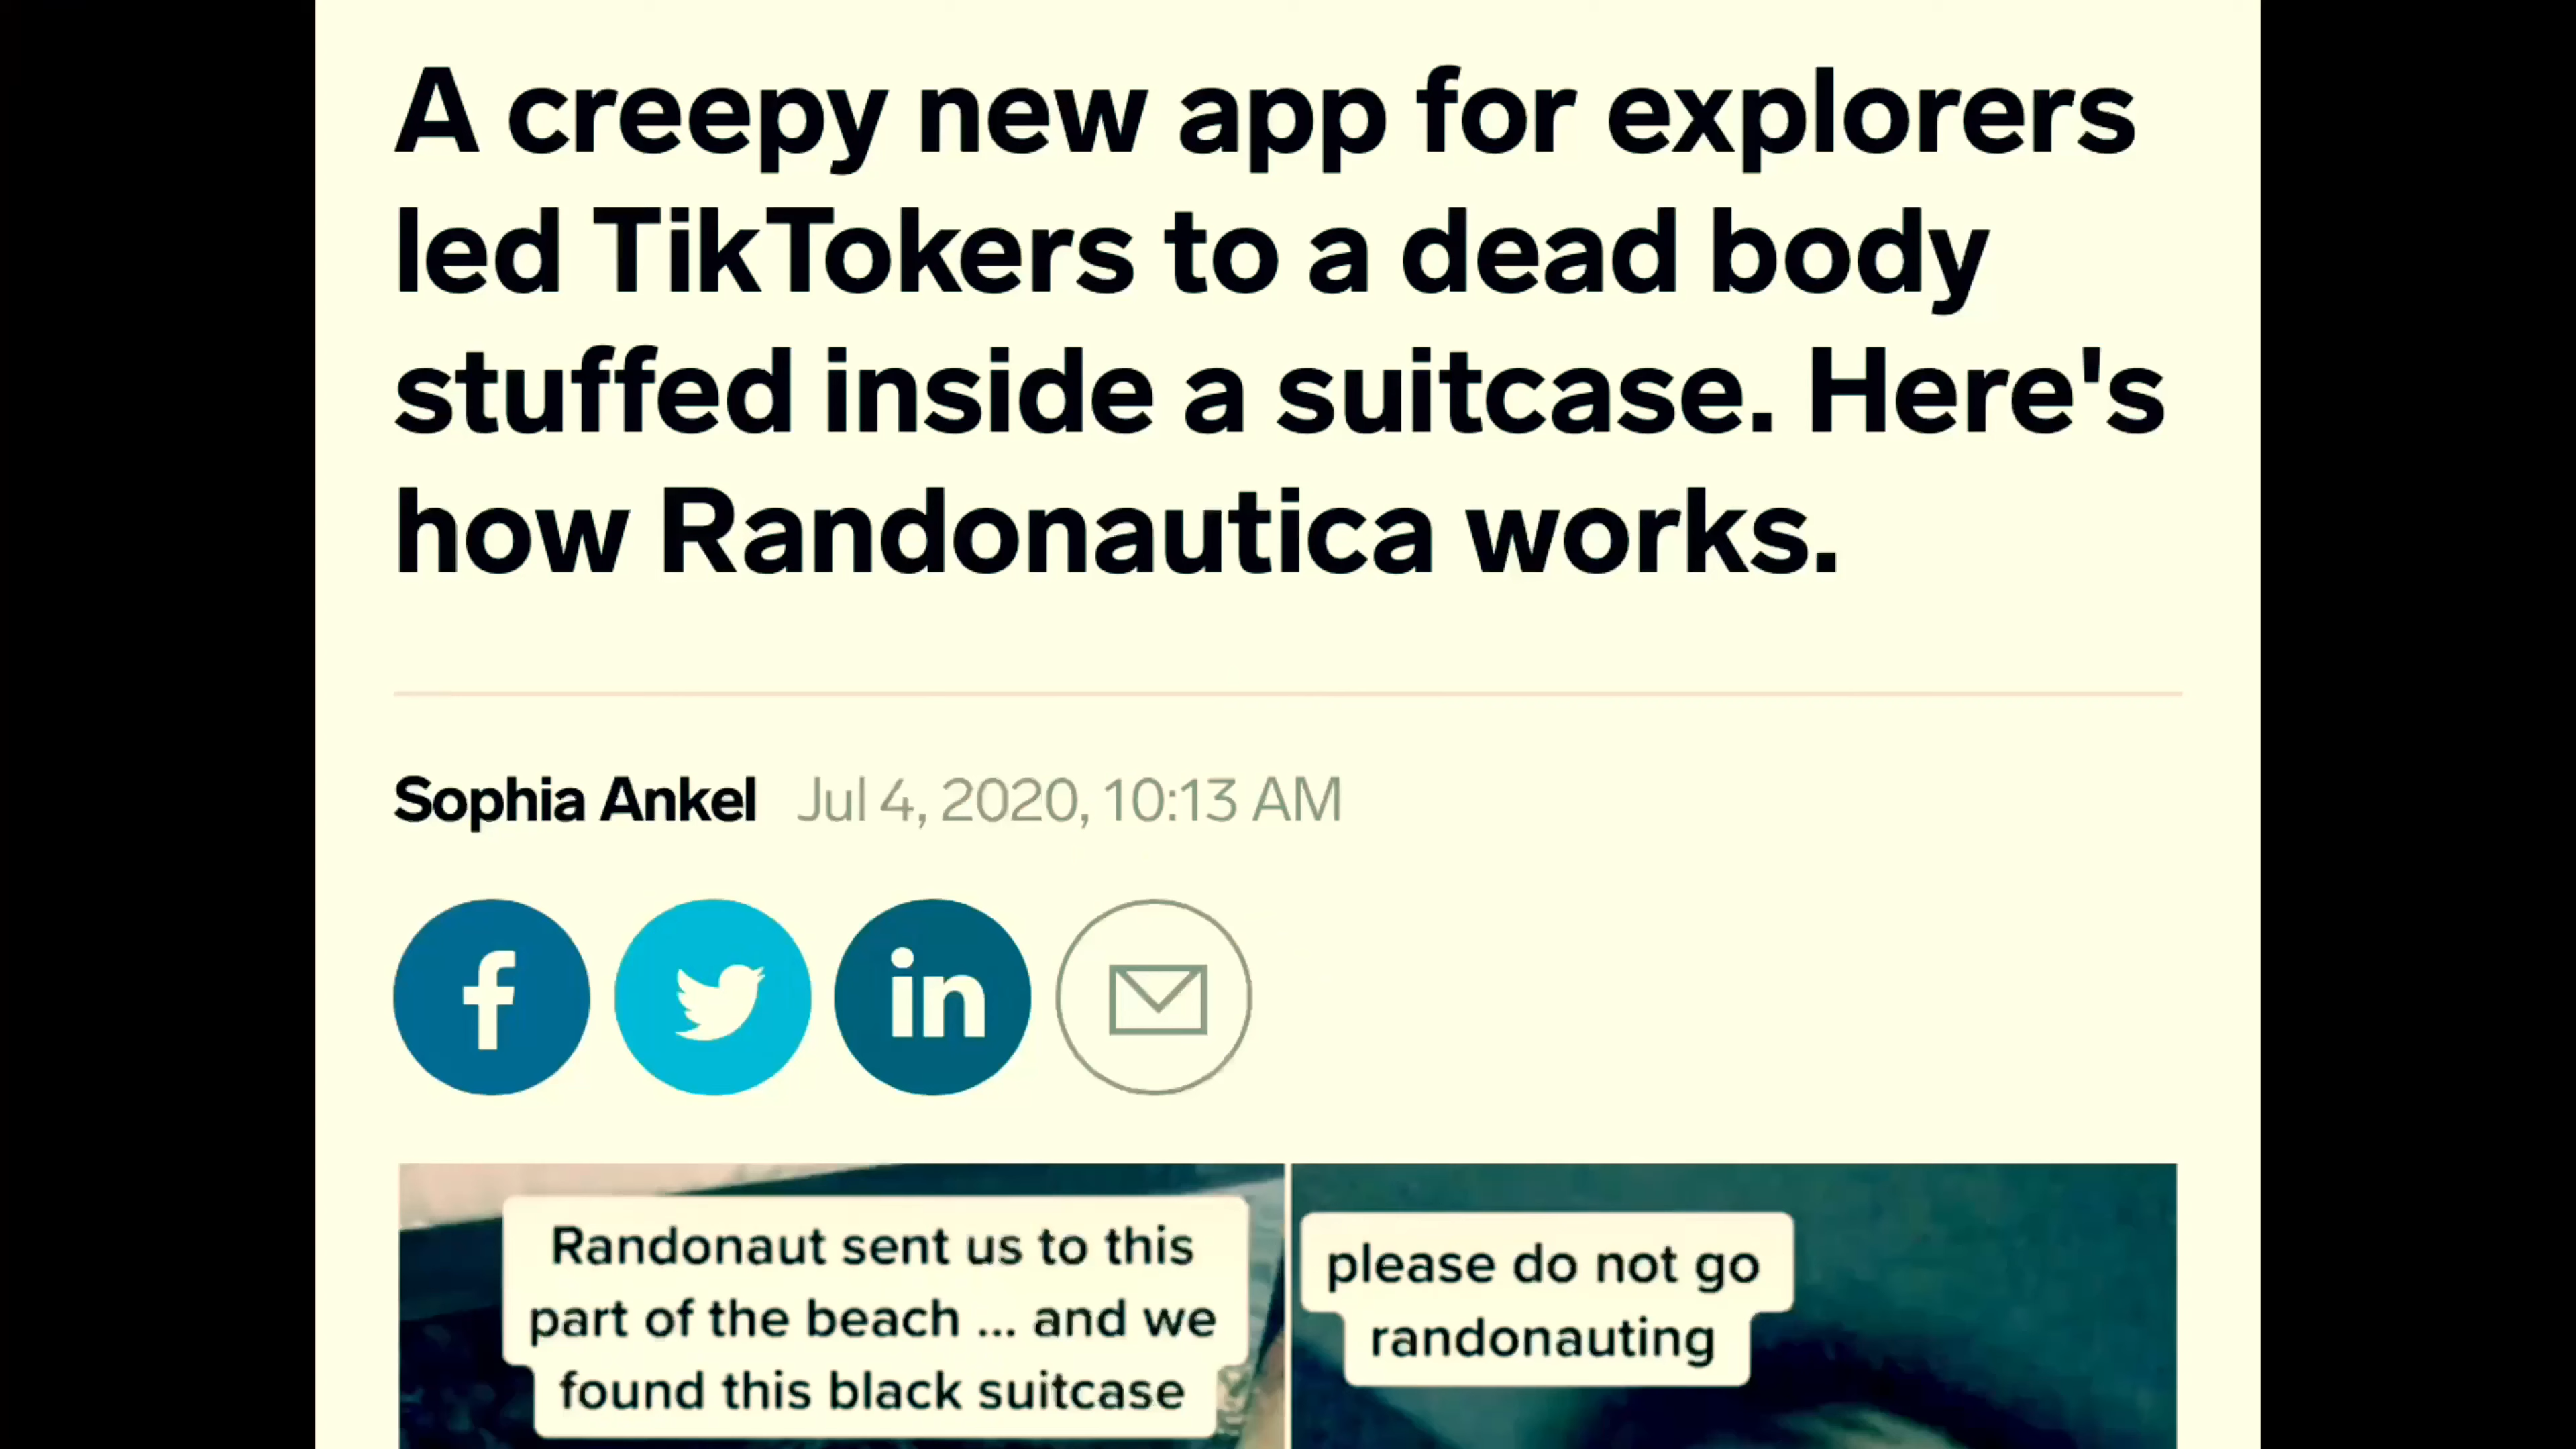 A creepy new app for explorers
led TikTokers to a dead body
stuffed inside a suitcase. Here's
how Randonautica works.
Sophia Ankel Jul 4, 2020, 10:13 AM
f
in
Randonaut sent us to this
part of the beach ... and we
found this black suitcase
please do not go
randonauting